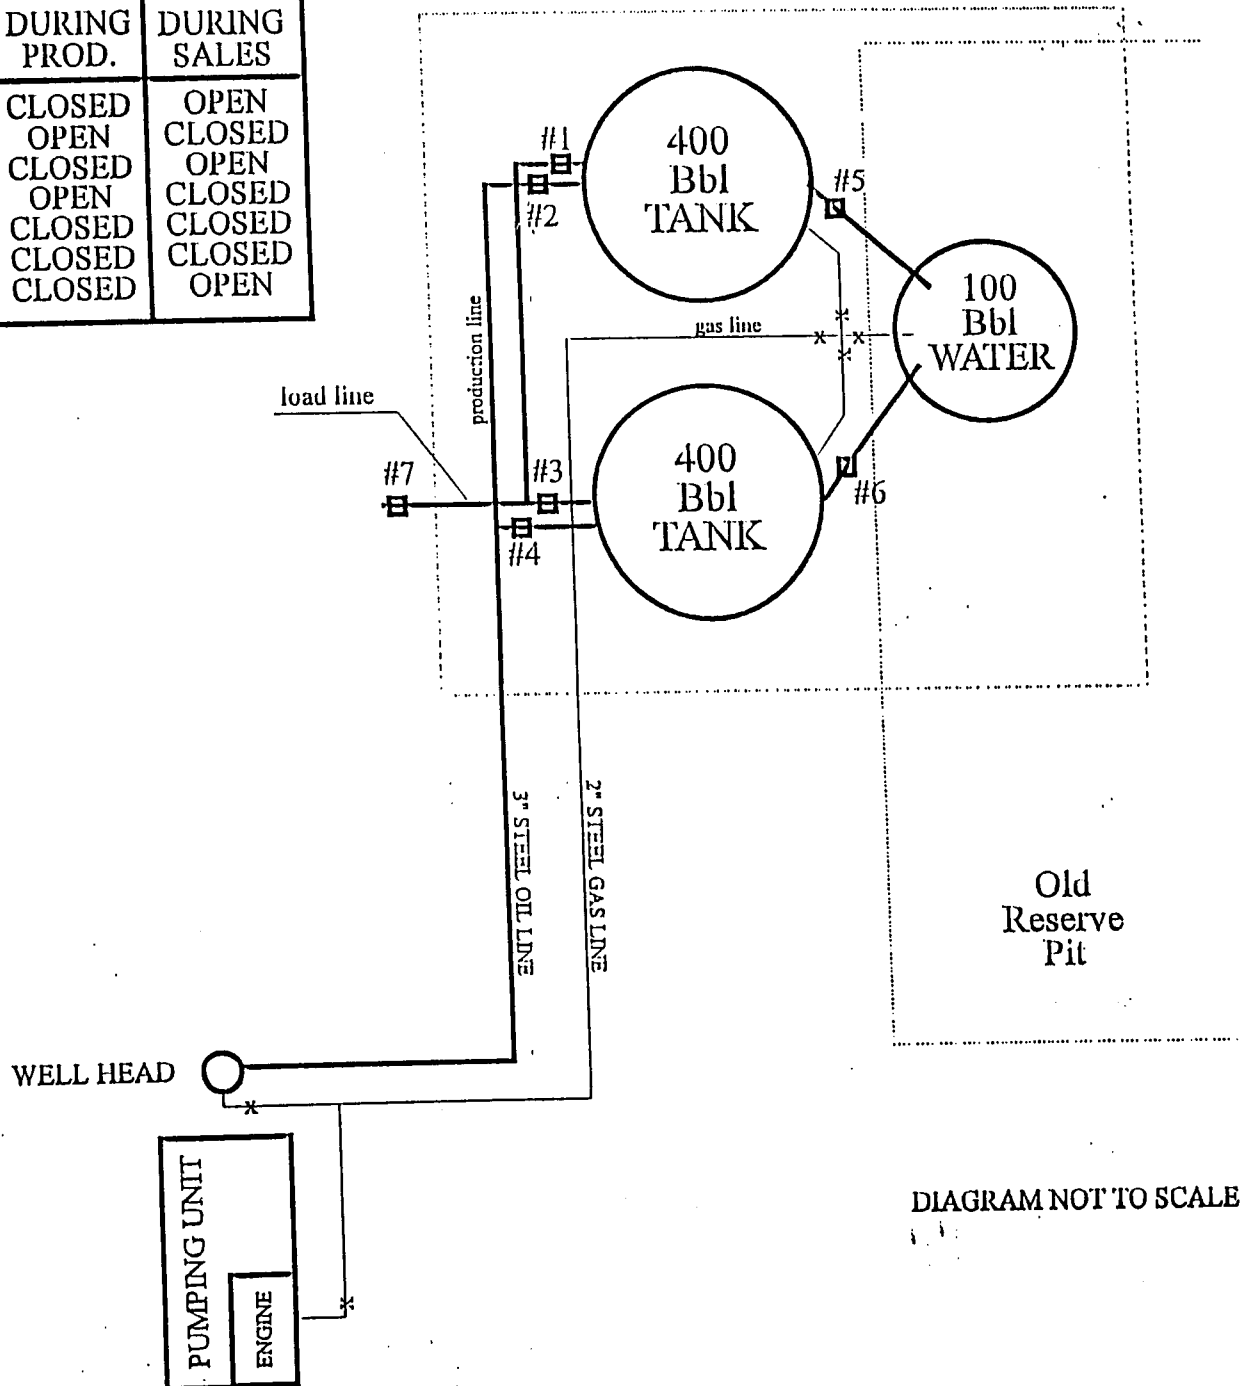 DURING DURING
PROD. SALES
CLOSED OPEN
OPEN CLOSED
CLOSED OPEN
OPEN CLOSED
CLOSED CLOSED
CLOSED CLOSED
CLOSED OPEN
#1
400
Bbl
TANK
#2
#5
100
Bbl
WATER
gas line
production line
load line
#7
#3
400
Bbl
TANK
#6
#4
3" STEEL OIL LINE
2" STEEL GAS LINE
Old
Reserve
Pit
WELL HEAD
PUMPING UNIT
ENGINE
DIAGRAM NOT TO SCALE